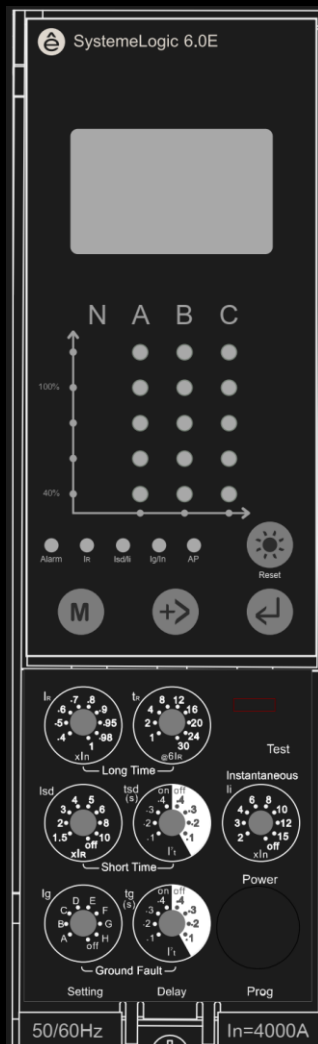 ê SystemeLogic 6.0E
N A B C
100%
40%
Alarm IR Isd/Ii Ig/In AP
Reset
M +> 
IR tR
.4 .5 .6 .7 .8 .9 .95 .98 1
xIn
1 2 4 8 12 16 20 24 30
@6IR
Long Time
Test
Isd tsd (s) Instantaneous
Ii
1.5 2 3 4 5 6 8 10 off
xIR
on off
.1 .2 .3 .4 .4 .3 .2 .1
I²t
2 3 4 6 8 10 12 15 off
xIn
Short Time
Power
Ig tg (s)
A B C D E F G H off
on off
.1 .2 .3 .4 .4 .3 .2 .1
I²t
Ground Fault
Setting Delay Prog
50/60Hz In=4000A